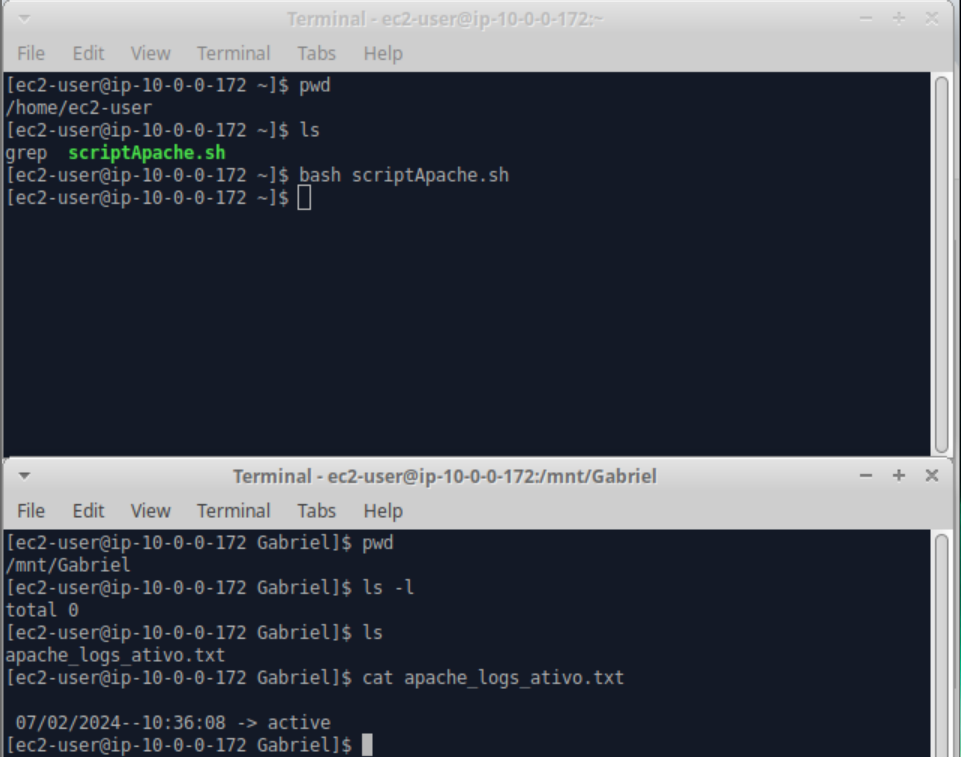 Terminal - ec2-user@ip-10-0-0-172:~
File Edit View Terminal Tabs Help
[ec2-user@ip-10-0-0-172 ~]$ pwd
/home/ec2-user
[ec2-user@ip-10-0-0-172 ~]$ ls
grep  scriptApache.sh
[ec2-user@ip-10-0-0-172 ~]$ bash scriptApache.sh
[ec2-user@ip-10-0-0-172 ~]$
Terminal - ec2-user@ip-10-0-0-172:/mnt/Gabriel
File Edit View Terminal Tabs Help
[ec2-user@ip-10-0-0-172 Gabriel]$ pwd
/mnt/Gabriel
[ec2-user@ip-10-0-0-172 Gabriel]$ ls -l
total 0
[ec2-user@ip-10-0-0-172 Gabriel]$ ls
apache_logs_ativo.txt
[ec2-user@ip-10-0-0-172 Gabriel]$ cat apache_logs_ativo.txt
07/02/2024--10:36:08 -> active
[ec2-user@ip-10-0-0-172 Gabriel]$